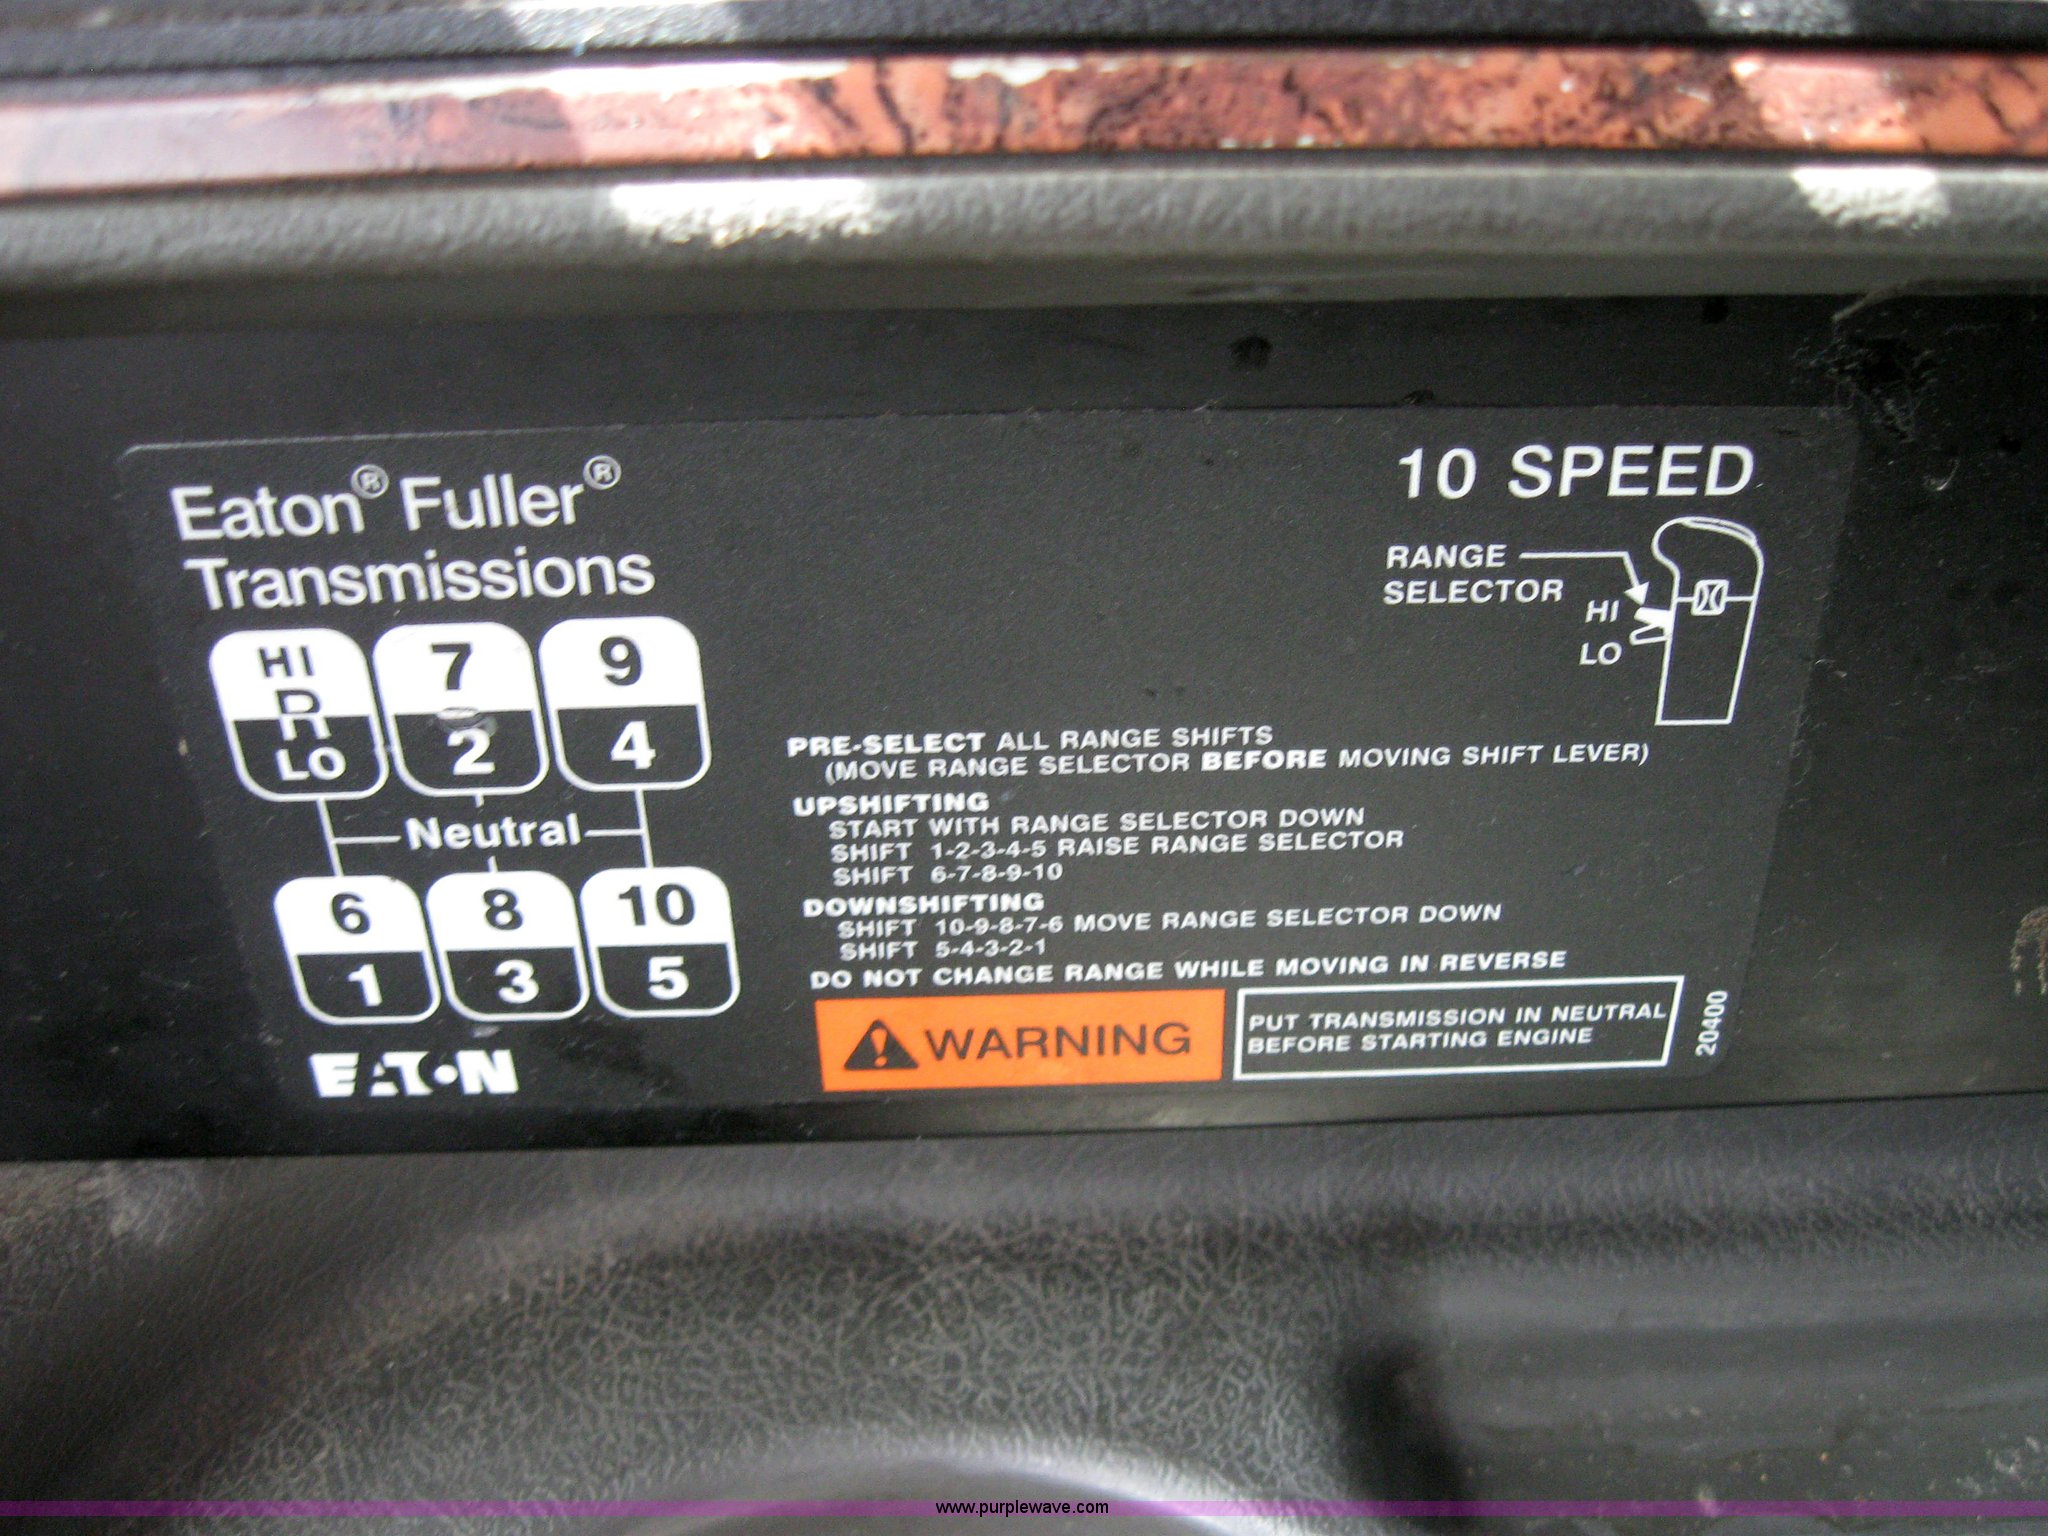 Eaton® Fuller®
Transmissions
HI
R
LO
7
2
9
4
Neutral
6
1
8
3
10
5
EATON
10 SPEED
RANGE
SELECTOR
HI
LO
PRE-SELECT ALL RANGE SHIFTS
(MOVE RANGE SELECTOR BEFORE MOVING SHIFT LEVER)
UPSHIFTING
START WITH RANGE SELECTOR DOWN
SHIFT 1-2-3-4-5 RAISE RANGE SELECTOR
SHIFT 6-7-8-9-10
DOWNSHIFTING
SHIFT 10-9-8-7-6 MOVE RANGE SELECTOR DOWN
SHIFT 5-4-3-2-1
DO NOT CHANGE RANGE WHILE MOVING IN REVERSE
WARNING
PUT TRANSMISSION IN NEUTRAL
BEFORE STARTING ENGINE
20400
www.purplewave.com